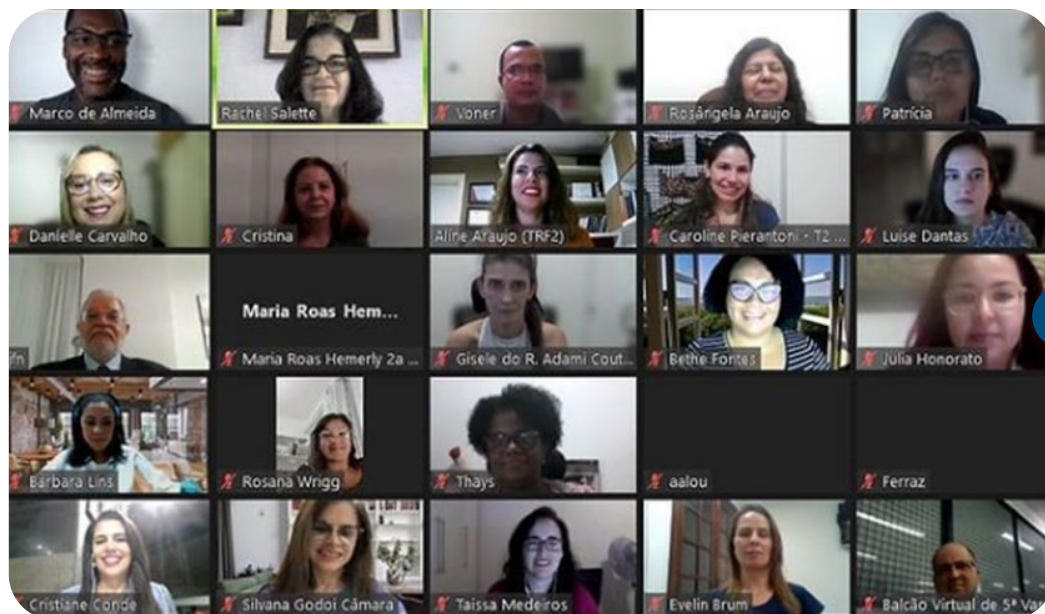 Marco de Almeida
Rachel Salette
Voner
Rosângela Araujo
Patrícia
Danielle Carvalho
Cristina
Aline Araujo (TRF2)
Caroline Pierantoni - T2 ...
Luise Dantas
Maria Roas Hem...
Maria Roas Hemerly 2a ...
Gisele do R. Adami Cout...
Bethe Fontes
Julia Honorato
Bárbara Lins
Rosana Wrigg
Thays
aalou
Ferraz
Cristiane Conde
Silvana Godoi Câmara
Taissa Medeiros
Evelin Brum
Balcão Virtual de 5ª Var